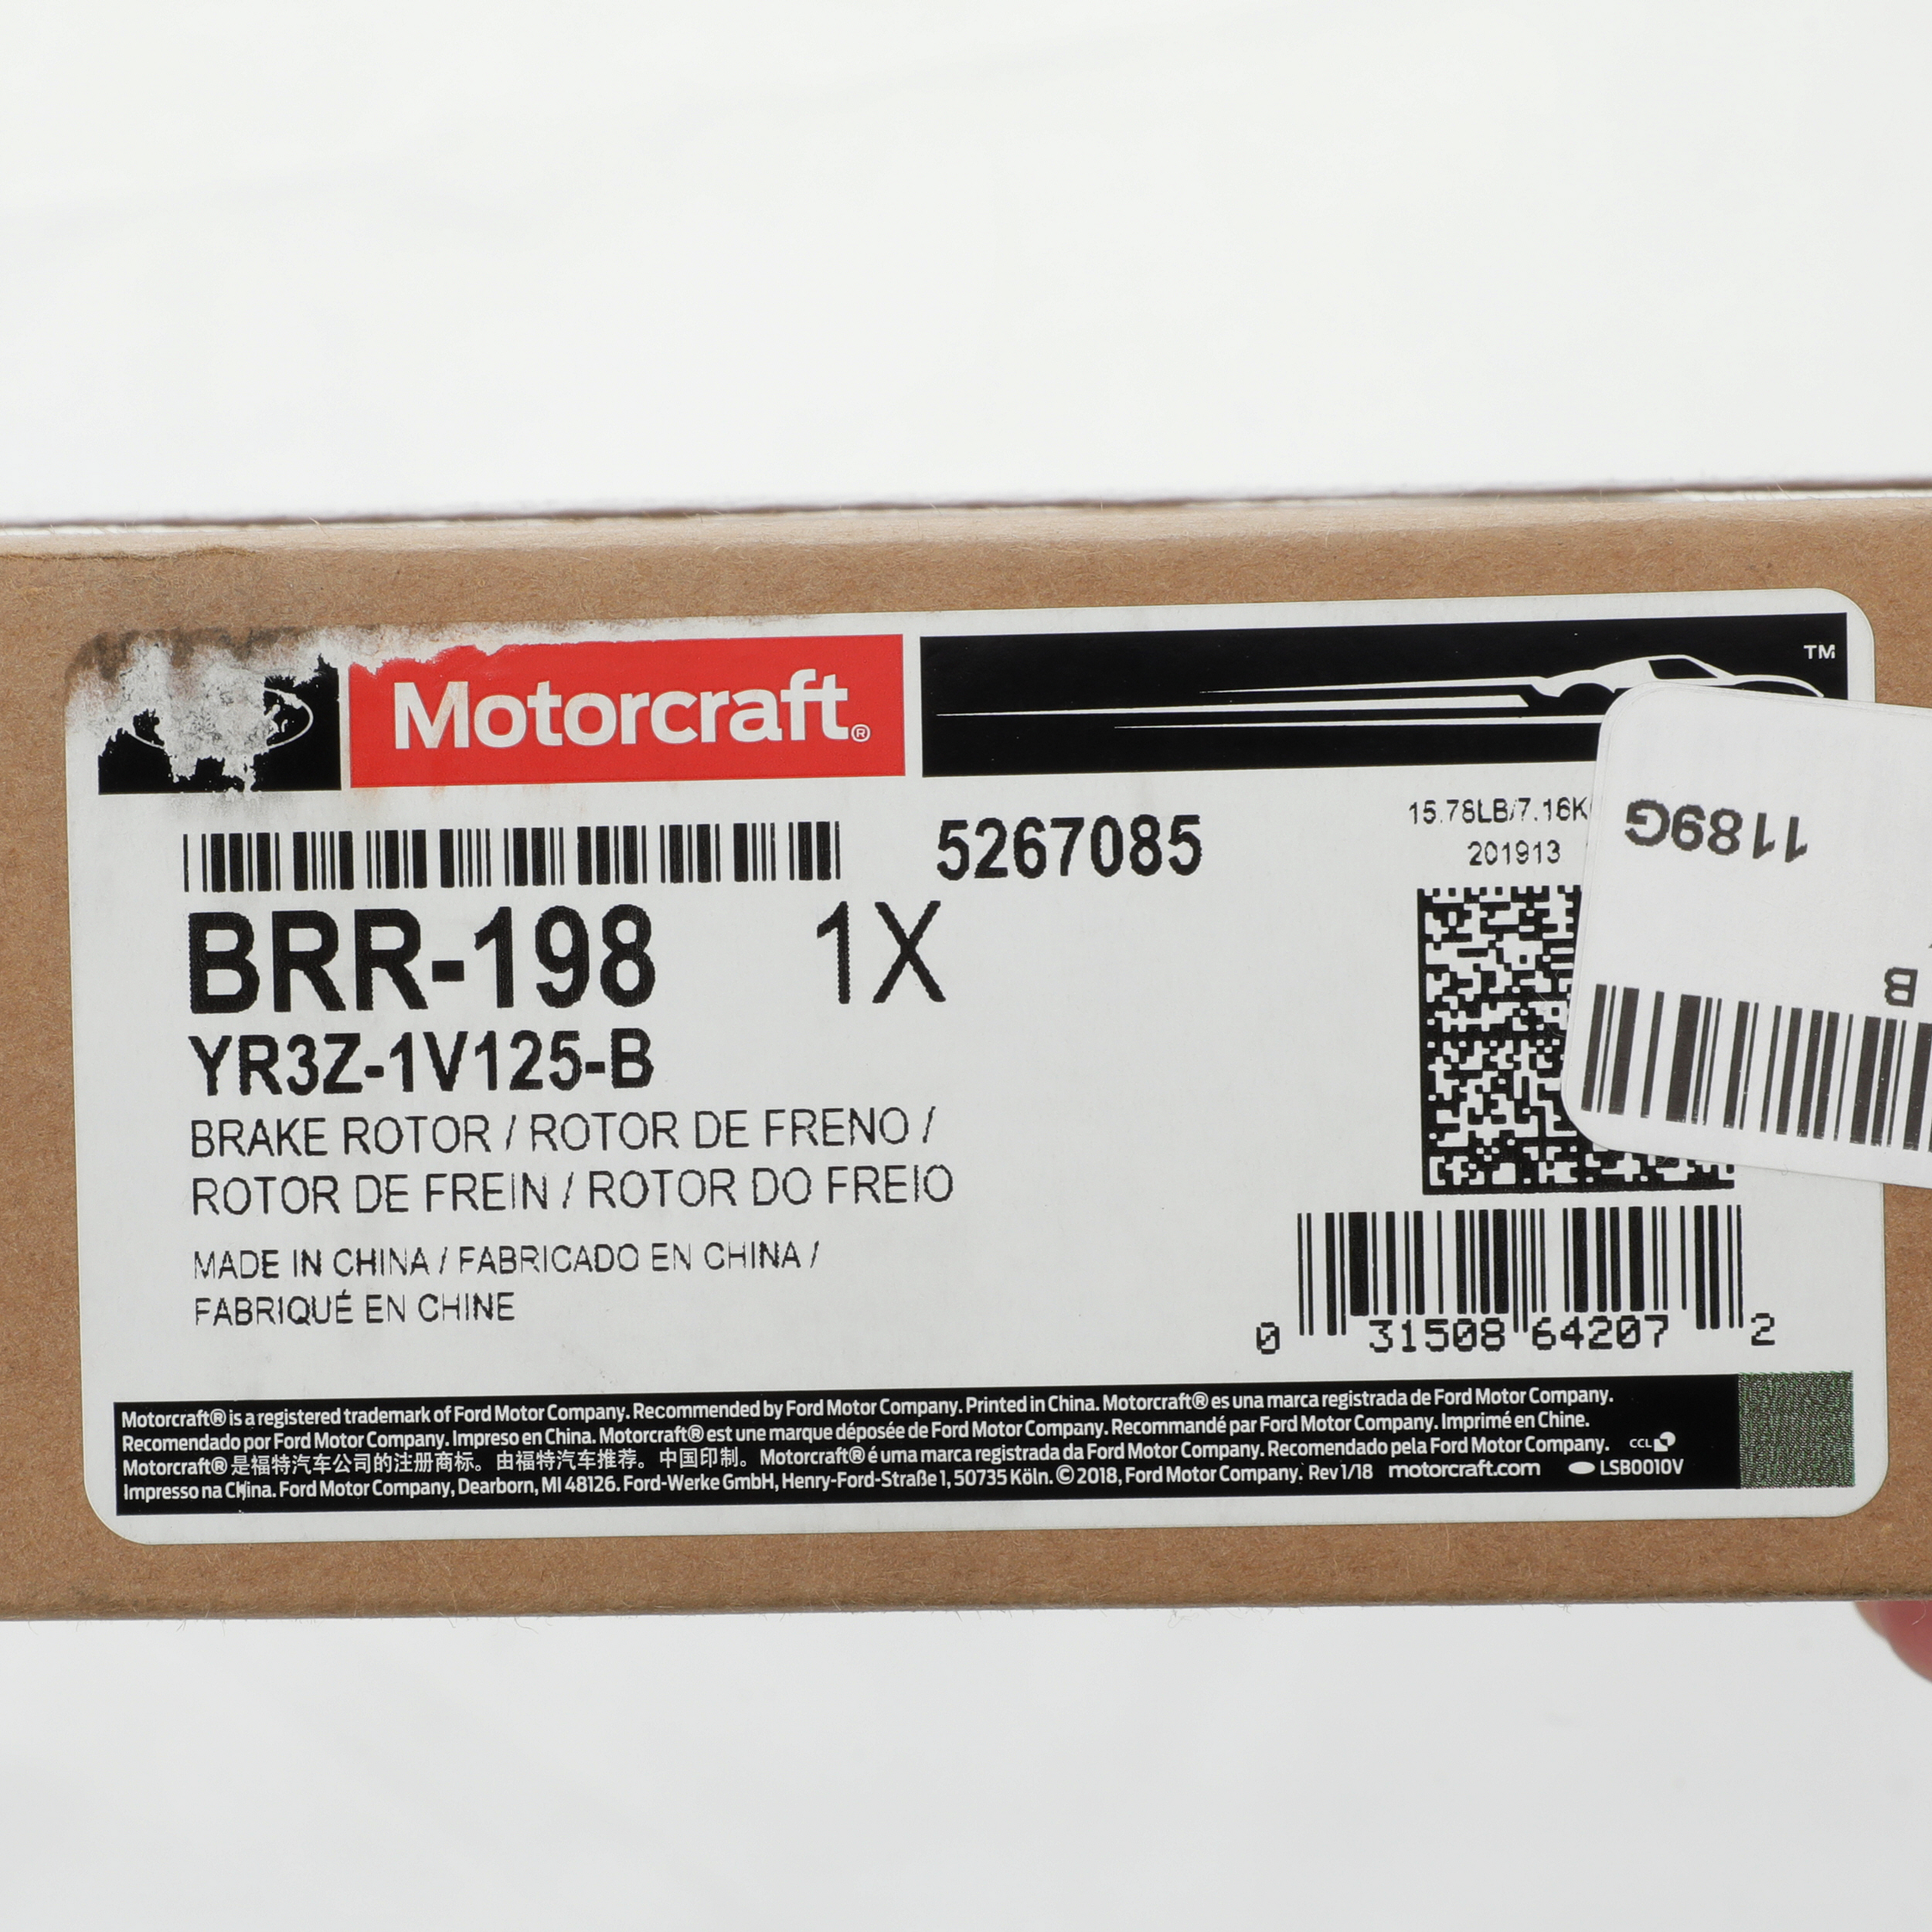 Motorcraft®
TM
5267085
15.78LB/7.16K
201913
BRR-198 1X
YR3Z-1V125-B
BRAKE ROTOR / ROTOR DE FRENO /
ROTOR DE FREIN / ROTOR DO FREIO
MADE IN CHINA / FABRICADO EN CHINA /
FABRIQUÉ EN CHINE
1189G
B
0 31508 64207 2
Motorcraft® is a registered trademark of Ford Motor Company. Recommended by Ford Motor Company. Printed in China. Motorcraft® es una marca registrada de Ford Motor Company.
Recomendado por Ford Motor Company. Impreso en China. Motorcraft® est une marque déposée de Ford Motor Company. Recommandé par Ford Motor Company. Imprimé en Chine.
Motorcraft® 是福特汽车公司的注册商标。由福特汽车推荐。中国印制。Motorcraft® é uma marca registrada da Ford Motor Company. Recomendado pela Ford Motor Company. CCL
Impresso na China. Ford Motor Company, Dearborn, MI 48126. Ford-Werke GmbH, Henry-Ford-Straße 1, 50735 Köln. © 2018, Ford Motor Company. Rev 1/18 motorcraft.com LSB0010V